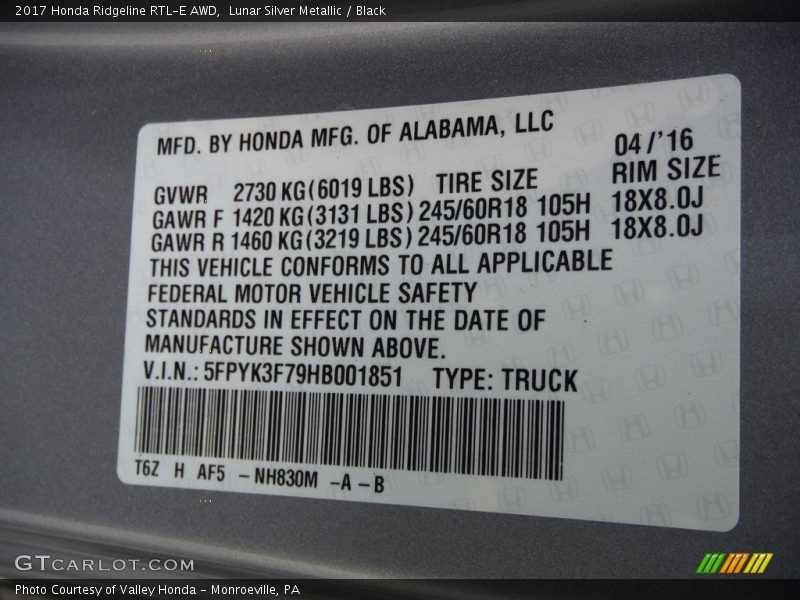 2017 Honda Ridgeline RTL-E AWD,  Lunar Silver Metallic / Black
MFD. BY HONDA MFG. OF ALABAMA, LLC
04/'16
GVWR 2730 KG (6019 LBS) TIRE SIZE RIM SIZE
GAWR F 1420 KG (3131 LBS) 245/60R18 105H 18X8.0J
GAWR R 1460 KG (3219 LBS) 245/60R18 105H 18X8.0J
THIS VEHICLE CONFORMS TO ALL APPLICABLE
FEDERAL MOTOR VEHICLE SAFETY
STANDARDS IN EFFECT ON THE DATE OF
MANUFACTURE SHOWN ABOVE.
V.I.N.: 5FPYK3F79HB001851 TYPE: TRUCK
T6Z H AF5 - NH830M -A - B
GTCARLOT.COM
Photo Courtesy of Valley Honda - Monroeville, PA